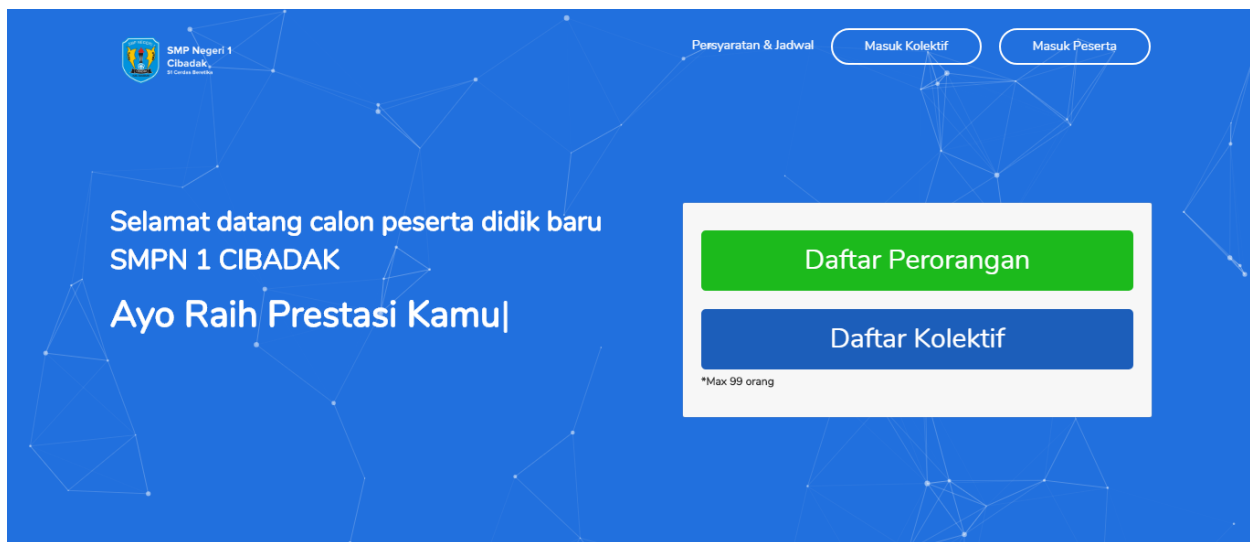 SMP Negeri 1
Cibadak
Persyaratan & Jadwal
Masuk Kolektif
Masuk Peserta
Selamat datang calon peserta didik baru
SMPN 1 CIBADAK
Ayo Raih Prestasi Kamu|
Daftar Perorangan
Daftar Kolektif
*Max 99 orang